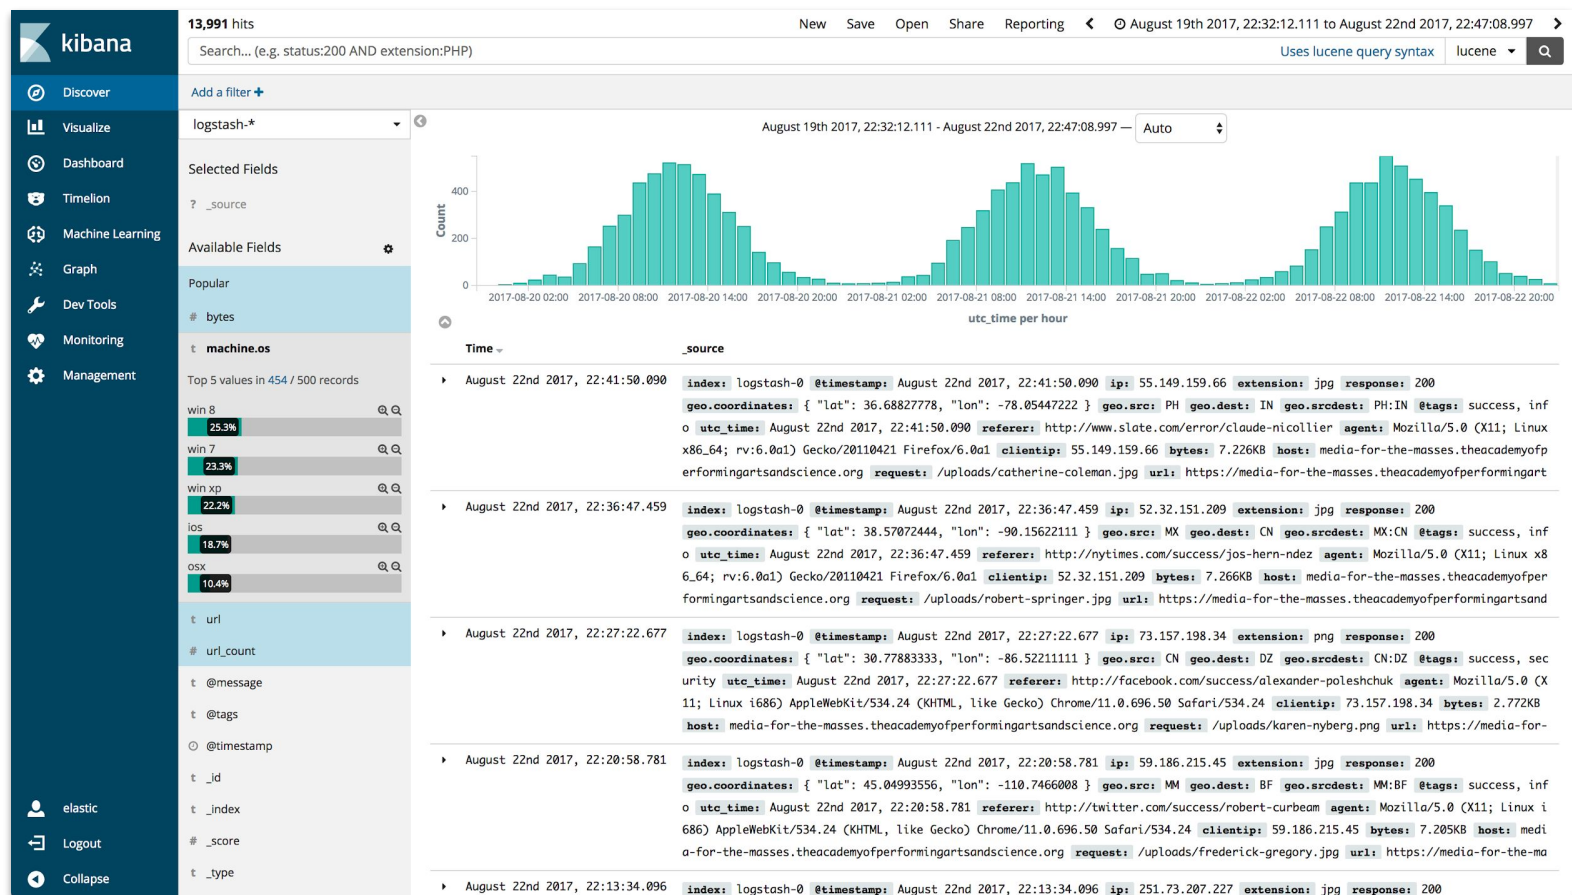 kibana
Discover
Visualize
Dashboard
Timelion
Machine Learning
Graph
Dev Tools
Monitoring
Management
elastic
Logout
Collapse
13,991 hits
New Save Open Share Reporting August 19th 2017, 22:32:12.111 to August 22nd 2017, 22:47:08.997
Search... (e.g. status:200 AND extension:PHP) Uses lucene query syntax lucene
Add a filter +
logstash-*
Selected Fields
? _source
Available Fields
Popular
# bytes
t machine.os
Top 5 values in 454 / 500 records
win 8
25.3%
win 7
23.3%
win xp
22.2%
ios
18.7%
osx
10.4%
t url
# url_count
t @message
t @tags
@timestamp
t _id
t _index
# _score
t _type
August 19th 2017, 22:32:12.111 - August 22nd 2017, 22:47:08.997 — Auto
Count
400
200
0
2017-08-20 02:00 2017-08-20 08:00 2017-08-20 14:00 2017-08-20 20:00 2017-08-21 02:00 2017-08-21 08:00 2017-08-21 14:00 2017-08-21 20:00 2017-08-22 02:00 2017-08-22 08:00 2017-08-22 14:00 2017-08-22 20:00
utc_time per hour
Time _source
August 22nd 2017, 22:41:50.090 index: logstash-0 @timestamp: August 22nd 2017, 22:41:50.090 ip: 55.149.159.66 extension: jpg response: 200
geo.coordinates: { "lat": 36.68827778, "lon": -78.05447222 } geo.src: PH geo.dest: IN geo.srcdest: PH:IN @tags: success, inf
o utc_time: August 22nd 2017, 22:41:50.090 referer: http://www.slate.com/error/claude-nicollier agent: Mozilla/5.0 (X11; Linux
x86_64; rv:6.0a1) Gecko/20110421 Firefox/6.0a1 clientip: 55.149.159.66 bytes: 7.226KB host: media-for-the-masses.theacademyofp
erformingartsandscience.org request: /uploads/catherine-coleman.jpg url: https://media-for-the-masses.theacademyofperformingart
August 22nd 2017, 22:36:47.459 index: logstash-0 @timestamp: August 22nd 2017, 22:36:47.459 ip: 52.32.151.209 extension: jpg response: 200
geo.coordinates: { "lat": 38.57072444, "lon": -90.15622111 } geo.src: MX geo.dest: CN geo.srcdest: MX:CN @tags: success, inf
o utc_time: August 22nd 2017, 22:36:47.459 referer: http://nytimes.com/success/jos-hern-ndez agent: Mozilla/5.0 (X11; Linux x8
6_64; rv:6.0a1) Gecko/20110421 Firefox/6.0a1 clientip: 52.32.151.209 bytes: 7.266KB host: media-for-the-masses.theacademyofper
formingartsandscience.org request: /uploads/robert-springer.jpg url: https://media-for-the-masses.theacademyofperformingartsand
August 22nd 2017, 22:27:22.677 index: logstash-0 @timestamp: August 22nd 2017, 22:27:22.677 ip: 73.157.198.34 extension: png response: 200
geo.coordinates: { "lat": 30.77883333, "lon": -86.52211111 } geo.src: CN geo.dest: DZ geo.srcdest: CN:DZ @tags: success, sec
urity utc_time: August 22nd 2017, 22:27:22.677 referer: http://facebook.com/success/alexander-poleshchuk agent: Mozilla/5.0 (X
11; Linux i686) AppleWebKit/534.24 (KHTML, like Gecko) Chrome/11.0.696.50 Safari/534.24 clientip: 73.157.198.34 bytes: 2.772KB
host: media-for-the-masses.theacademyofperformingartsandscience.org request: /uploads/karen-nyberg.png url: https://media-for-
August 22nd 2017, 22:20:58.781 index: logstash-0 @timestamp: August 22nd 2017, 22:20:58.781 ip: 59.186.215.45 extension: jpg response: 200
geo.coordinates: { "lat": 45.04993556, "lon": -110.7466008 } geo.src: MM geo.dest: BF geo.srcdest: MM:BF @tags: success, inf
o utc_time: August 22nd 2017, 22:20:58.781 referer: http://twitter.com/success/robert-curbeam agent: Mozilla/5.0 (X11; Linux i
686) AppleWebKit/534.24 (KHTML, like Gecko) Chrome/11.0.696.50 Safari/534.24 clientip: 59.186.215.45 bytes: 7.205KB host: medi
a-for-the-masses.theacademyofperformingartsandscience.org request: /uploads/frederick-gregory.jpg url: https://media-for-the-ma
August 22nd 2017, 22:13:34.096 index: logstash-0 @timestamp: August 22nd 2017, 22:13:34.096 ip: 251.73.207.227 extension: jpg response: 200